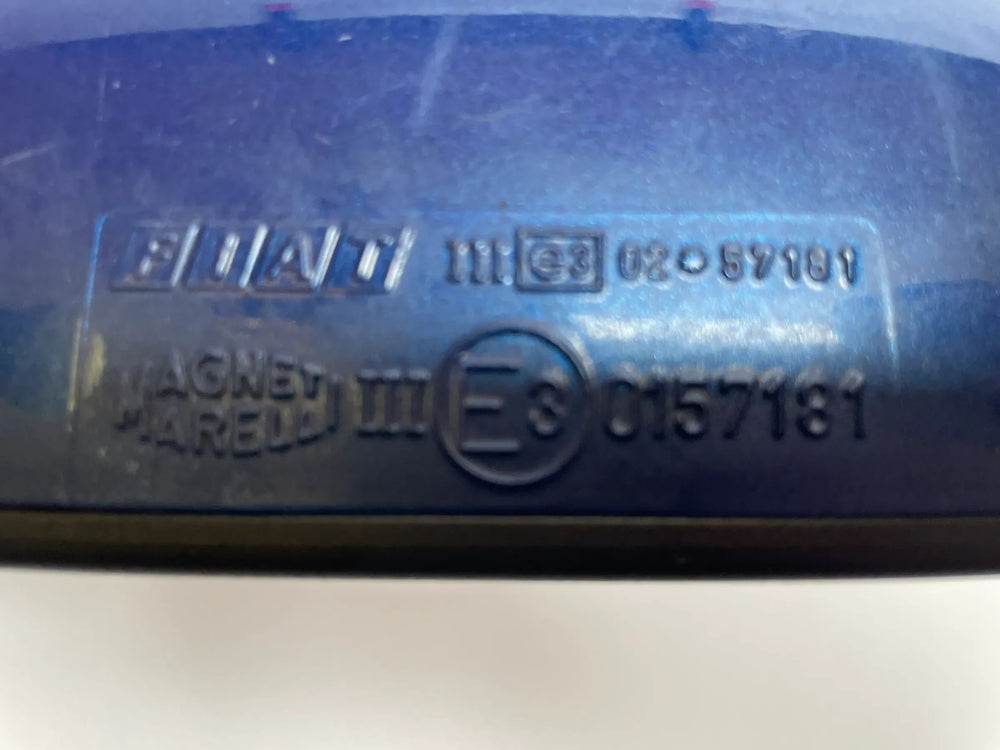 FIAT III e3 02•57181
MAGNETI III E3 0157181
MARELLI